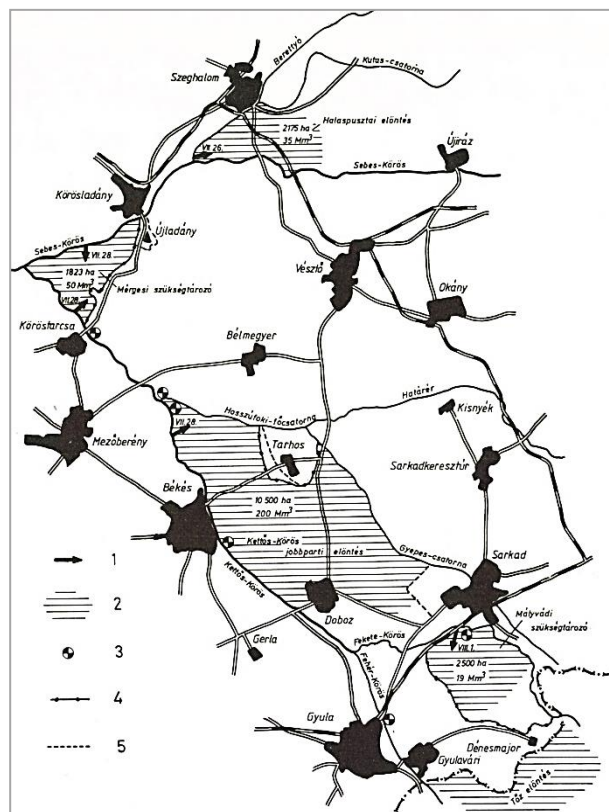 Szeghalom
Berettyó
Kutas-csatorna
Halaspusztai elöntés
2175 ha
35 Mm³
VII. 26.
Sebes-Körös
Újiráz
Körösladány
Újladány
Sebes-Körös
VII. 28.
1823 ha
50 Mm³
Mérgesi szükségtározó
VII. 28.
Köröstarcsa
Vésztő
Okány
Bélmegyer
Hosszúfoki-főcsatorna
Határér
Kisnyék
VII. 28.
Mezőberény
Tarhos
Sarkadkeresztúr
Békés
10 500 ha
200 Mm³
Kettős-Körös
jobbparti elöntés
Gyepes-csatorna
Sarkad
Kettős-Körös
Doboz
Mályvádi
szükségtározó
Gerla
Fekete-Körös
VIII. 1.
2500 ha
19 Mm³
Fehér-Körös
Gyula
Gyulavári
Dénesmajor
Tőz elöntés
1
2
3
4
5